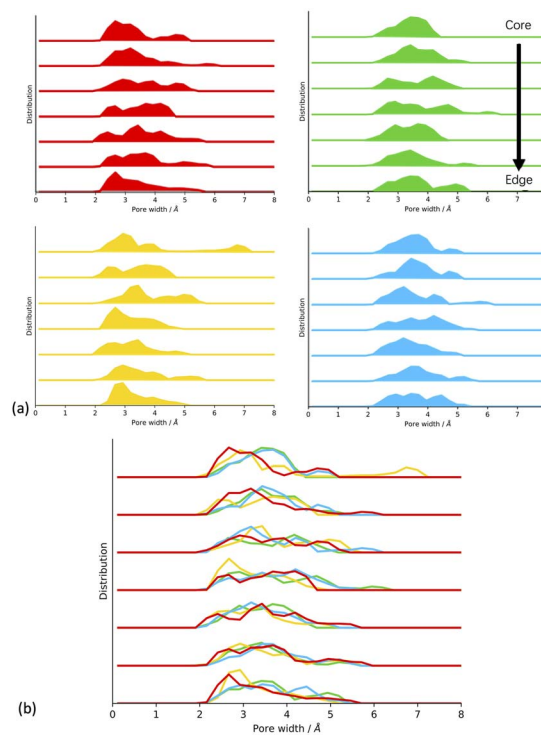 Distribution
0 1 2 3 4 5 6 7 8
Pore width / Å
Core
Edge
Distribution
0 1 2 3 4 5 6 7
Pore width / Å
Distribution
0 1 2 3 4 5 6 7 8
Pore width / Å
(a)
Distribution
0 1 2 3 4 5 6 7
Pore width / Å
Distribution
0 1 2 3 4 5 6 7 8
Pore width / Å
(b)